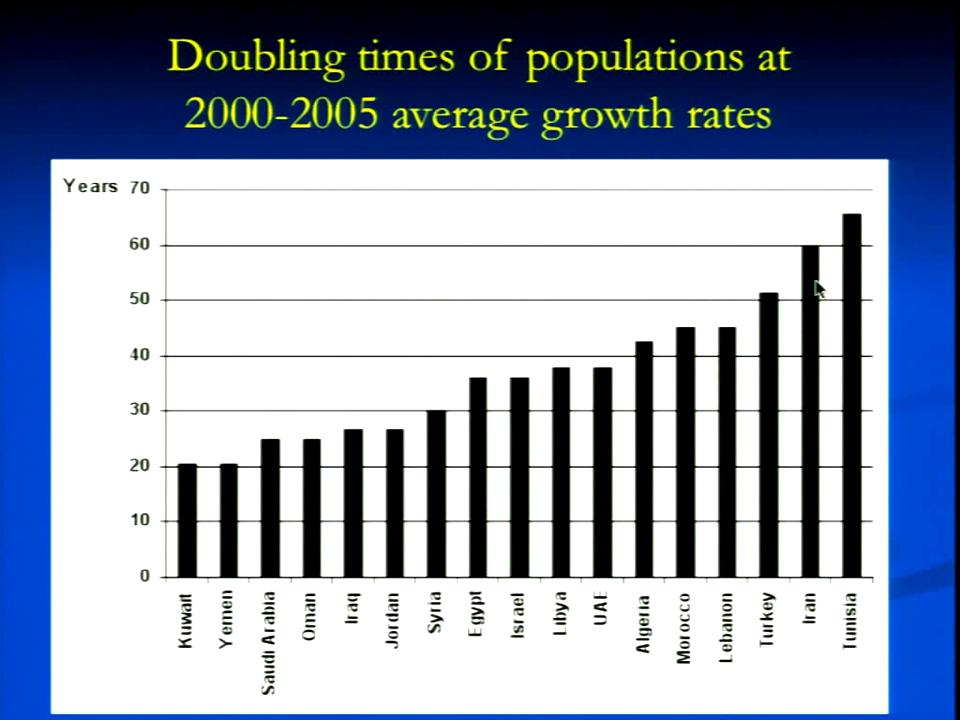 Doubling times of populations at
2000-2005 average growth rates
Years 70
60
50
40
30
20
10
0
Kuwait
Yemen
Saudi Arabia
Oman
Iraq
Jordan
Syria
Egypt
Israel
Libya
UAE
Algeria
Morocco
Lebanon
Turkey
Iran
Tunisia